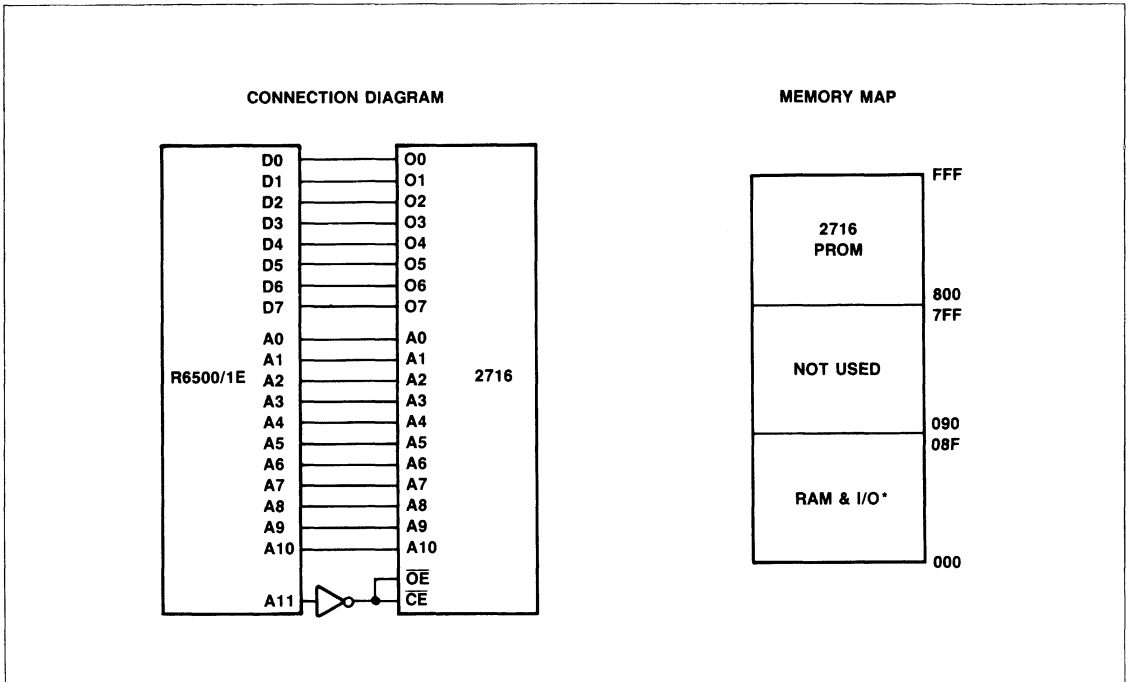 CONNECTION DIAGRAM
R6500/1E
D0 O0
D1 O1
D2 O2
D3 O3
D4 O4
D5 O5
D6 O6
D7 O7
A0 A0
A1 A1
A2 A2
A3 A3
A4 A4
A5 A5
A6 A6
A7 A7
A8 A8
A9 A9
A10 A10
OE
A11 CE
2716
MEMORY MAP
FFF
2716
PROM
800
7FF
NOT USED
090
08F
RAM & I/O*
000